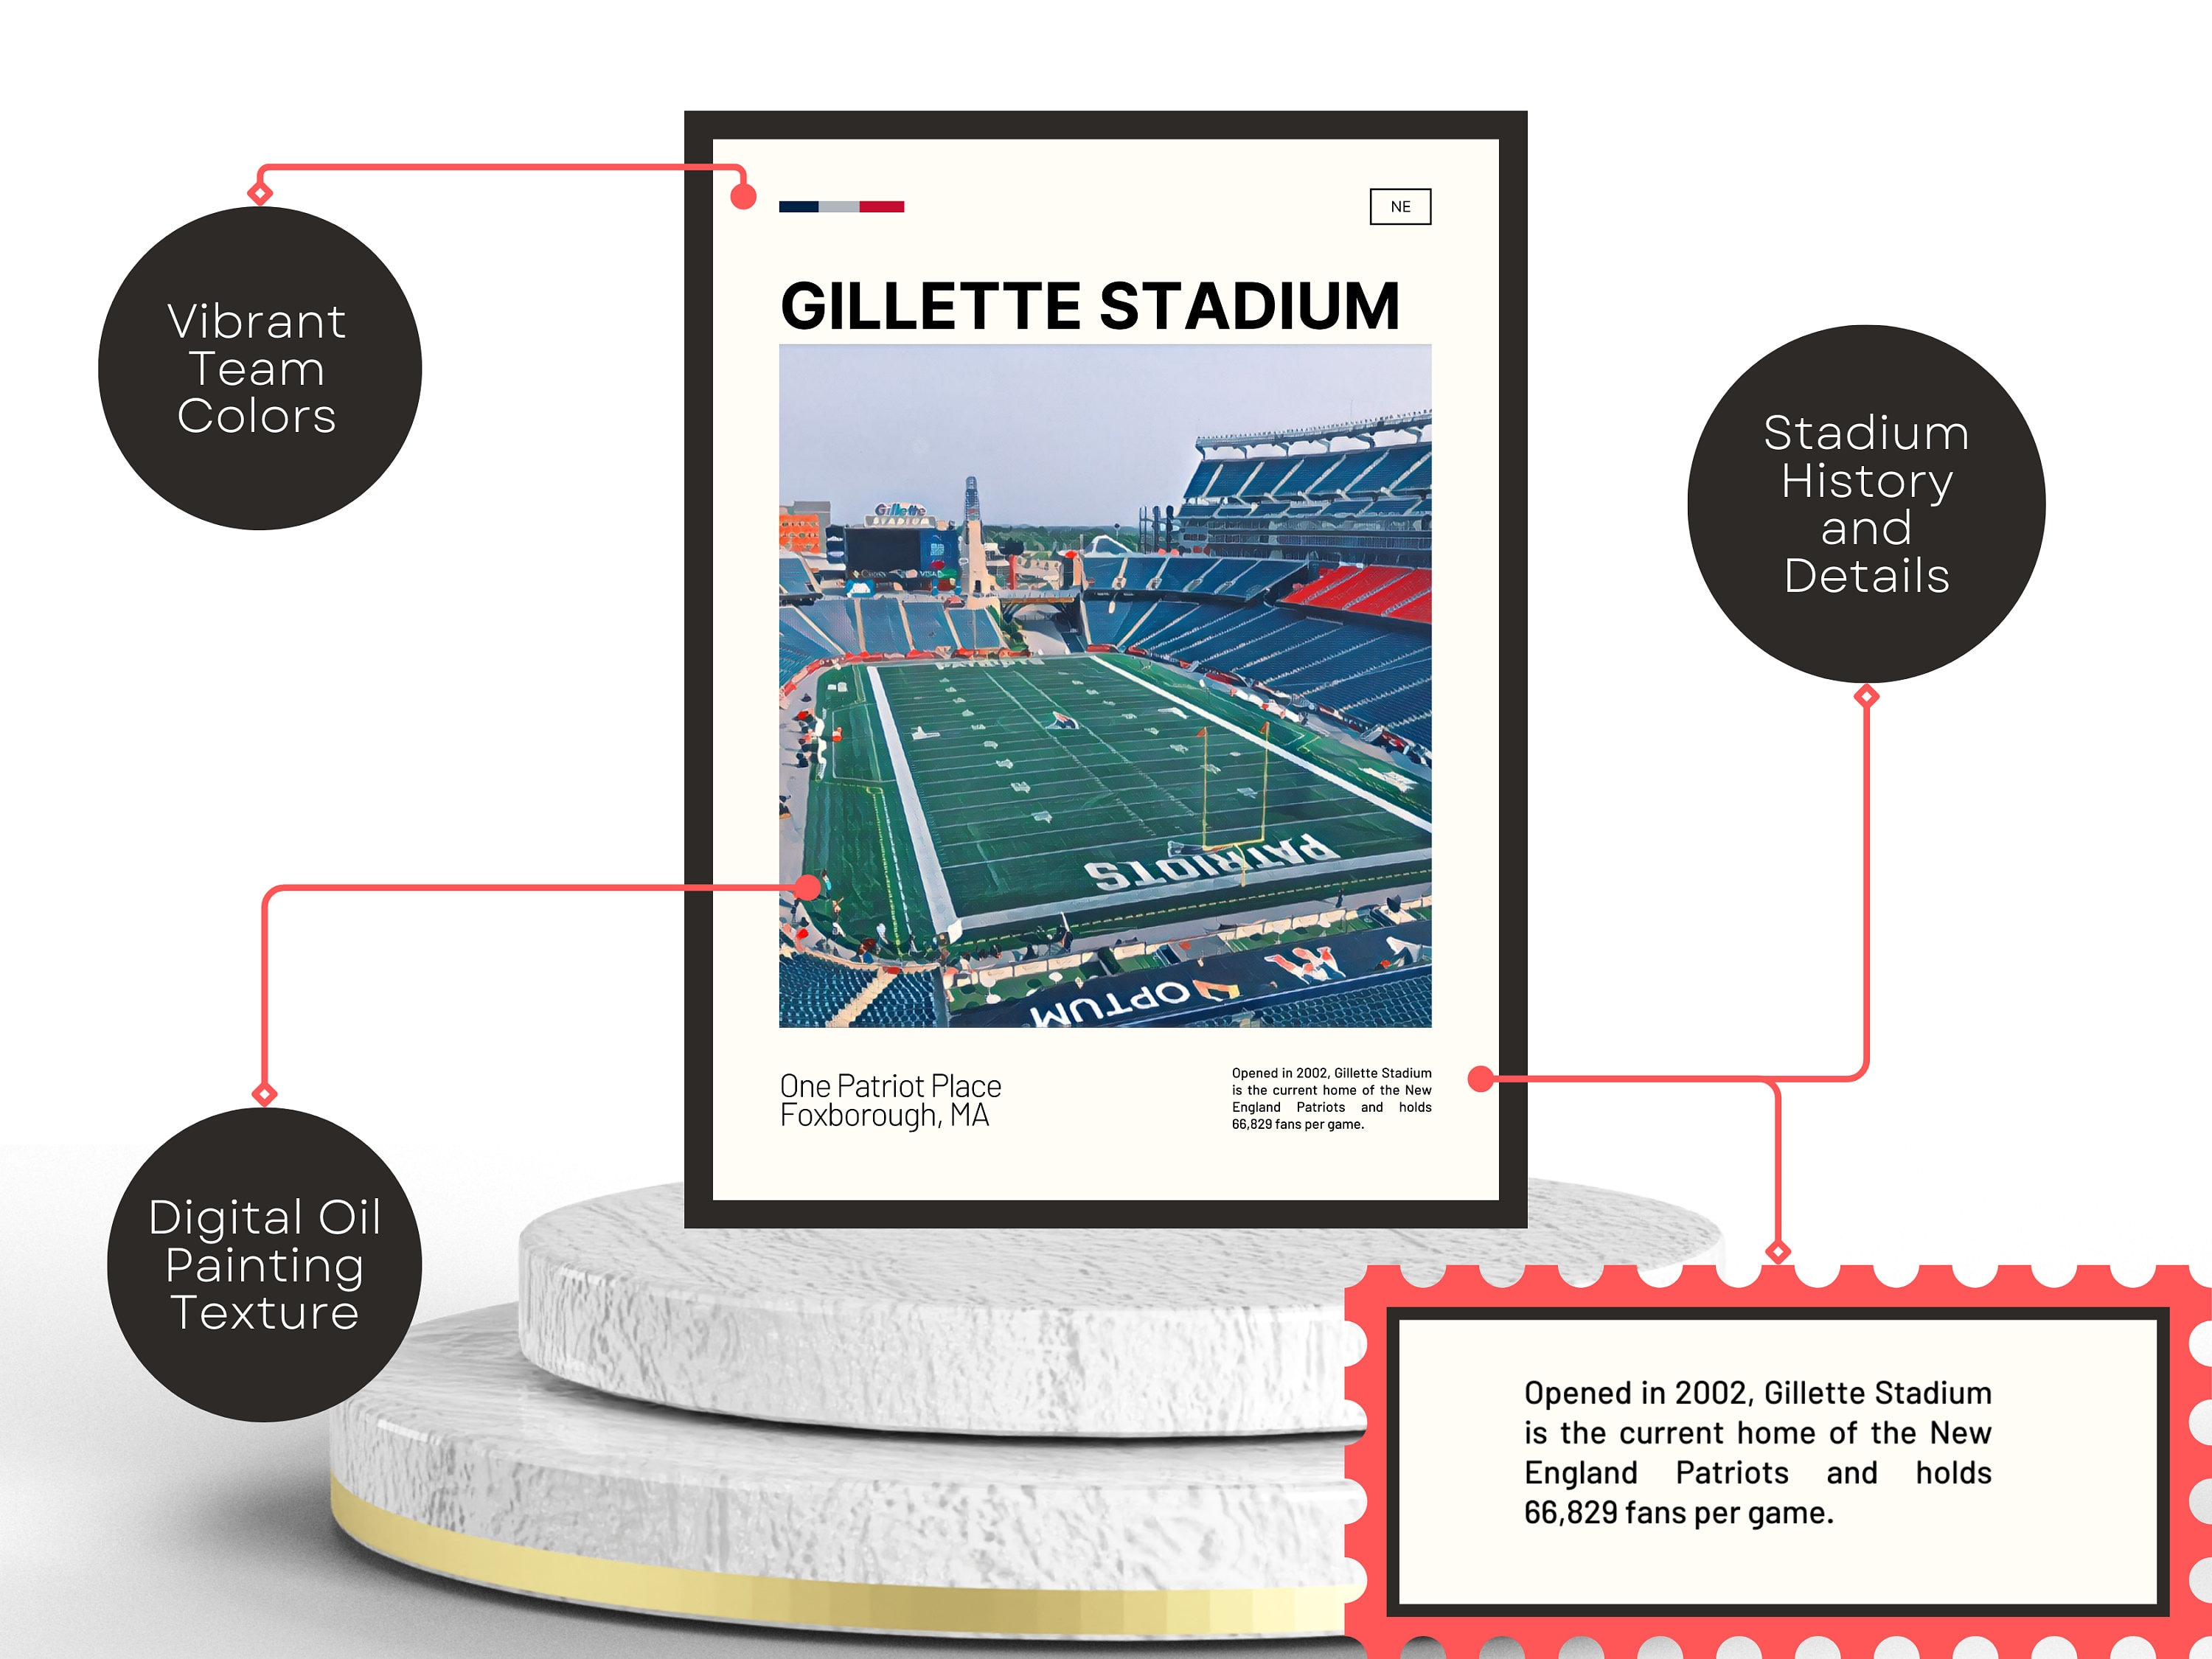 NE
GILLETTE STADIUM
Gillette
STADIUM
PATRIOTS
OPTUM
One Patriot Place
Foxborough, MA
Opened in 2002, Gillette Stadium
is the current home of the New
England Patriots and holds
66,829 fans per game.
Vibrant
Team
Colors
Stadium
History
and
Details
Digital Oil
Painting
Texture
Opened in 2002, Gillette Stadium
is the current home of the New
England Patriots and holds
66,829 fans per game.